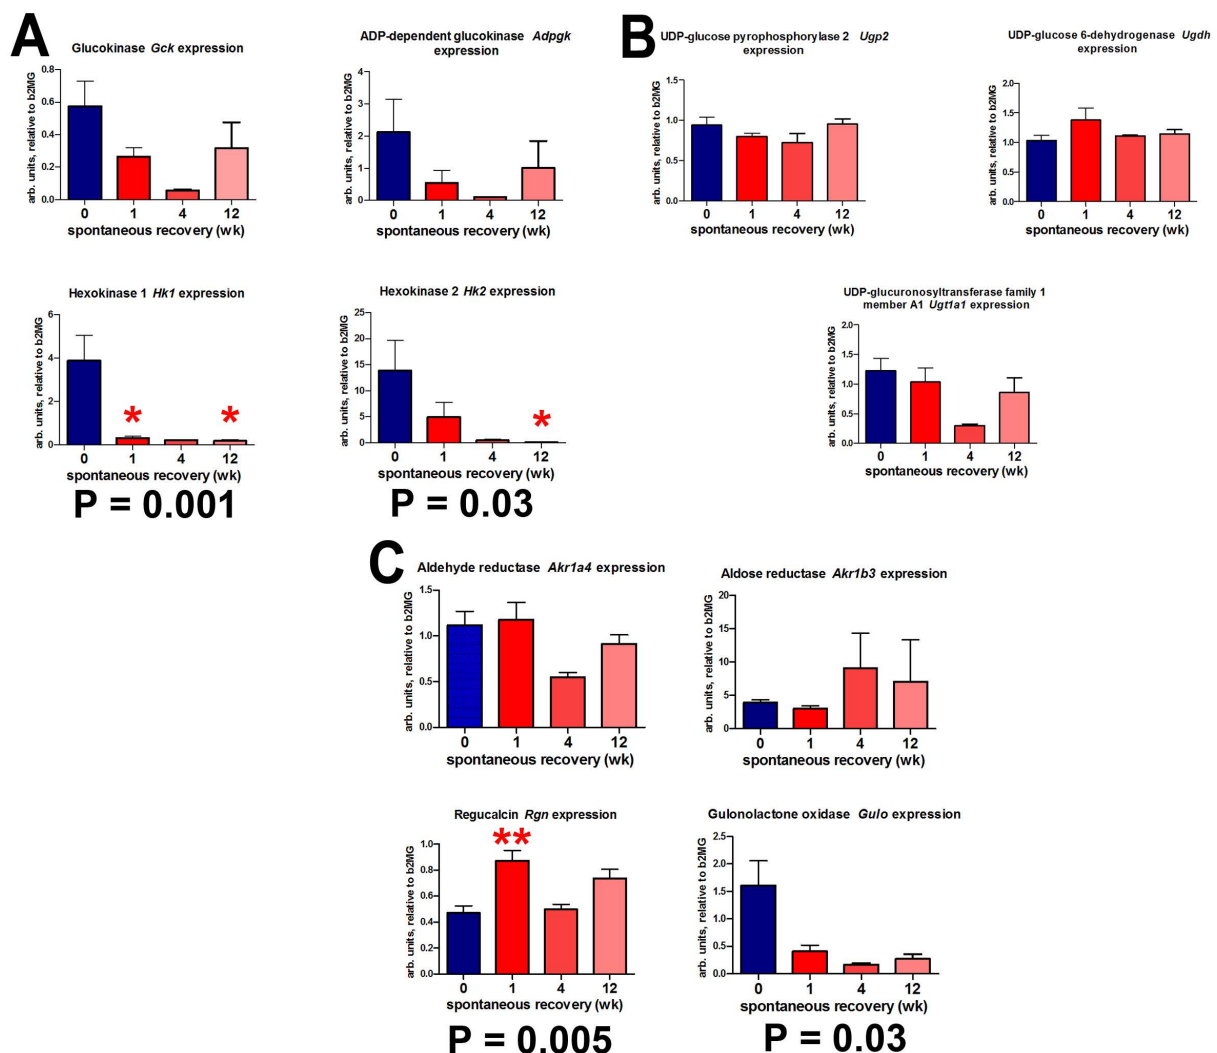 A
Glucokinase Gck expression
arb. units, relative to b2MG
0.8
0.6
0.4
0.2
0.0
0 1 4 12
spontaneous recovery (wk)
ADP-dependent glucokinase Adpgk
expression
arb. units, relative to b2MG
4
3
2
1
0
0 1 4 12
spontaneous recovery (wk)
Hexokinase 1 Hk1 expression
arb. units, relative to b2MG
6
4
2
0
* *
0 1 4 12
spontaneous recovery (wk)
P = 0.001
Hexokinase 2 Hk2 expression
arb. units, relative to b2MG
25
20
15
10
5
0
*
0 1 4 12
spontaneous recovery (wk)
P = 0.03
B
UDP-glucose pyrophosphorylase 2 Ugp2
expression
arb. units, relative to b2MG
1.5
1.0
0.5
0.0
0 1 4 12
spontaneous recovery (wk)
UDP-glucose 6-dehydrogenase Ugdh
expression
arb. units, relative to b2MG
2.0
1.5
1.0
0.5
0.0
0 1 4 12
spontaneous recovery (wk)
UDP-glucuronosyltransferase family 1
member A1 Ugt1a1 expression
arb. units, relative to b2MG
2.0
1.5
1.0
0.5
0.0
0 1 4 12
spontaneous recovery (wk)
C
Aldehyde reductase Akr1a4 expression
arb. units, relative to b2MG
1.5
1.0
0.5
0.0
0 1 4 12
spontaneous recovery (wk)
Aldose reductase Akr1b3 expression
arb. units, relative to b2MG
20
15
10
5
0
0 1 4 12
spontaneous recovery (wk)
Regucalcin Rgn expression
arb. units, relative to b2MG
**
1.0
0.8
0.6
0.4
0.2
0.0
0 1 4 12
spontaneous recovery (wk)
P = 0.005
Gulonolactone oxidase Gulo expression
arb. units, relative to b2MG
2.5
2.0
1.5
1.0
0.5
0.0
0 1 4 12
spontaneous recovery (wk)
P = 0.03